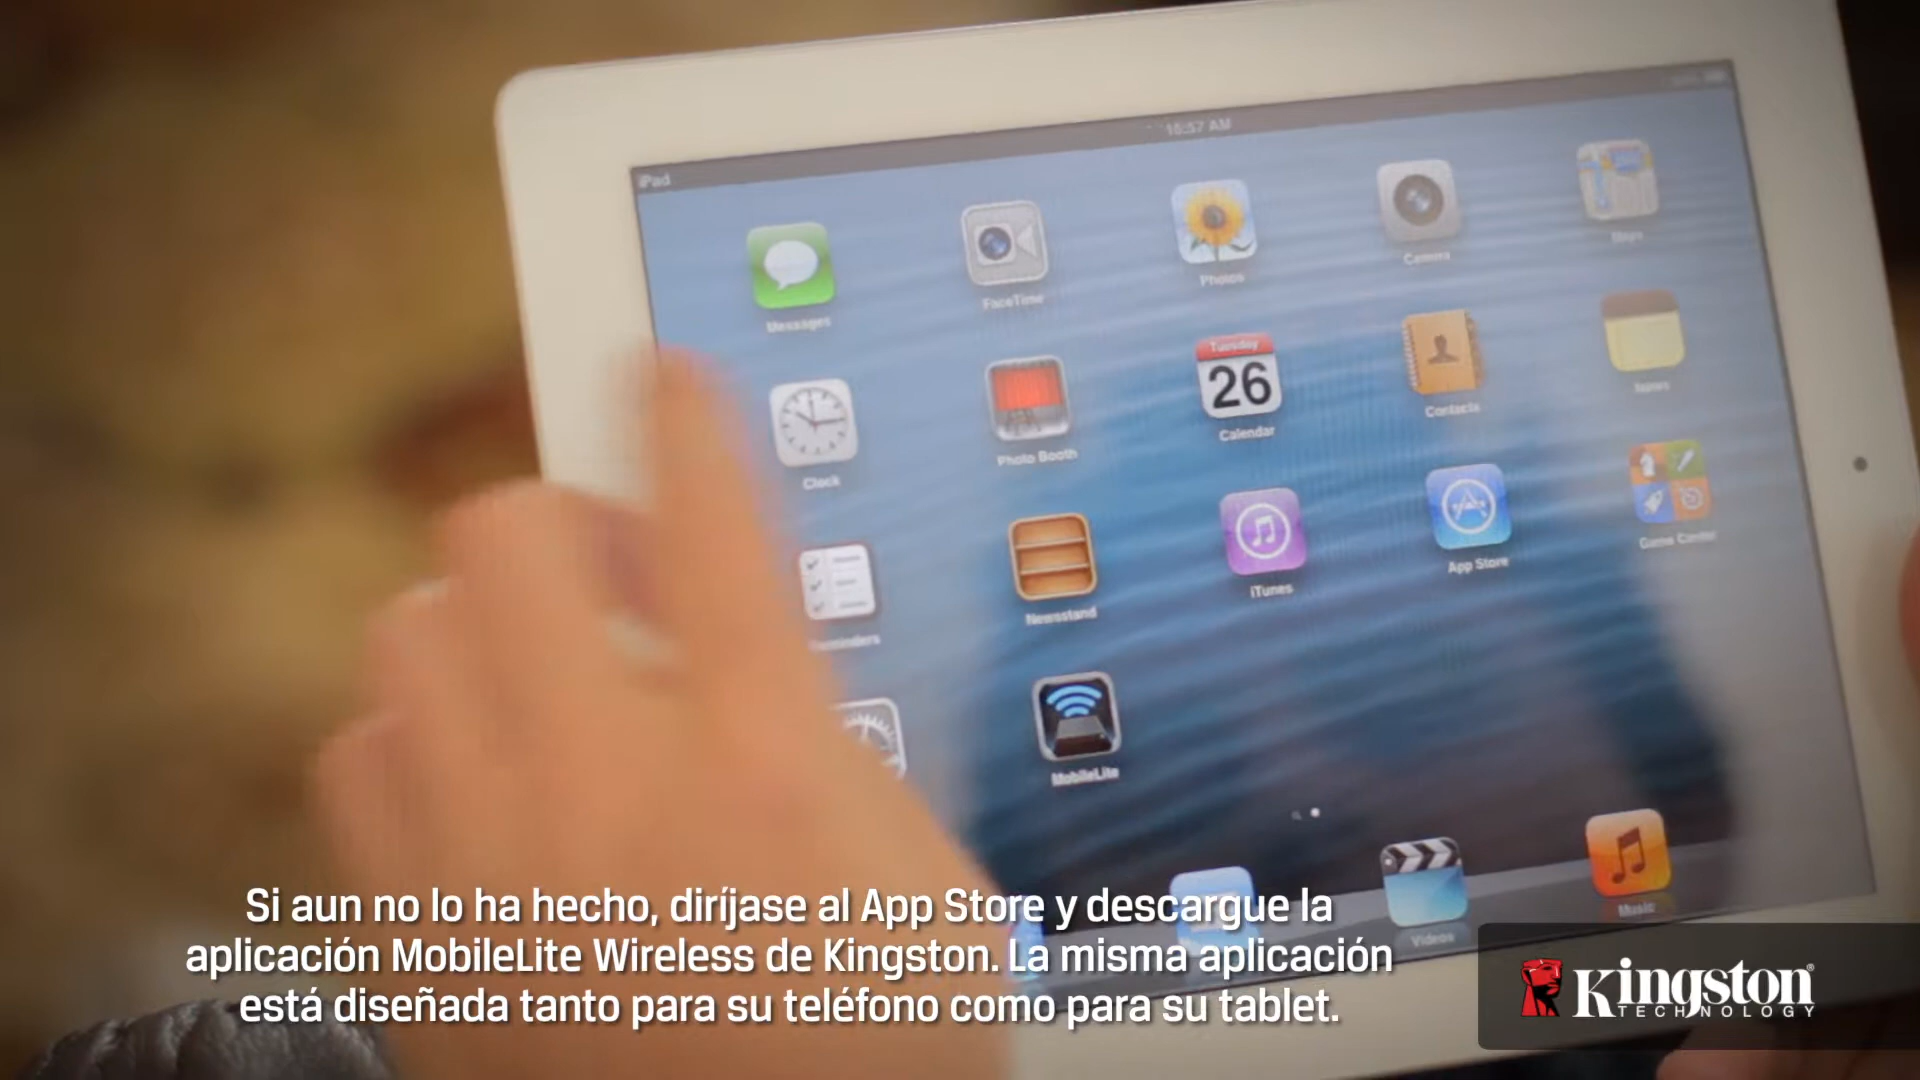 iPad
10:57 AM
Messages
FaceTime
Photos
Camera
Maps
Clock
Photo Booth
Tuesday
26
Calendar
Contacts
Notes
Newsstand
iTunes
App Store
Game Center
MobileLite
Videos
Music
Si aun no lo ha hecho, diríjase al App Store y descargue la
aplicación MobileLite Wireless de Kingston. La misma aplicación
está diseñada tanto para su teléfono como para su tablet.
Kingston®
TECHNOLOGY